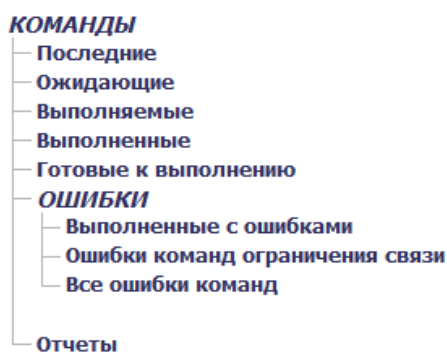 КОМАНДЫ
Последние
Ожидающие
Выполняемые
Выполненные
Готовые к выполнению
ОШИБКИ
Выполненные с ошибками
Ошибки команд ограничения связи
Все ошибки команд
Отчеты